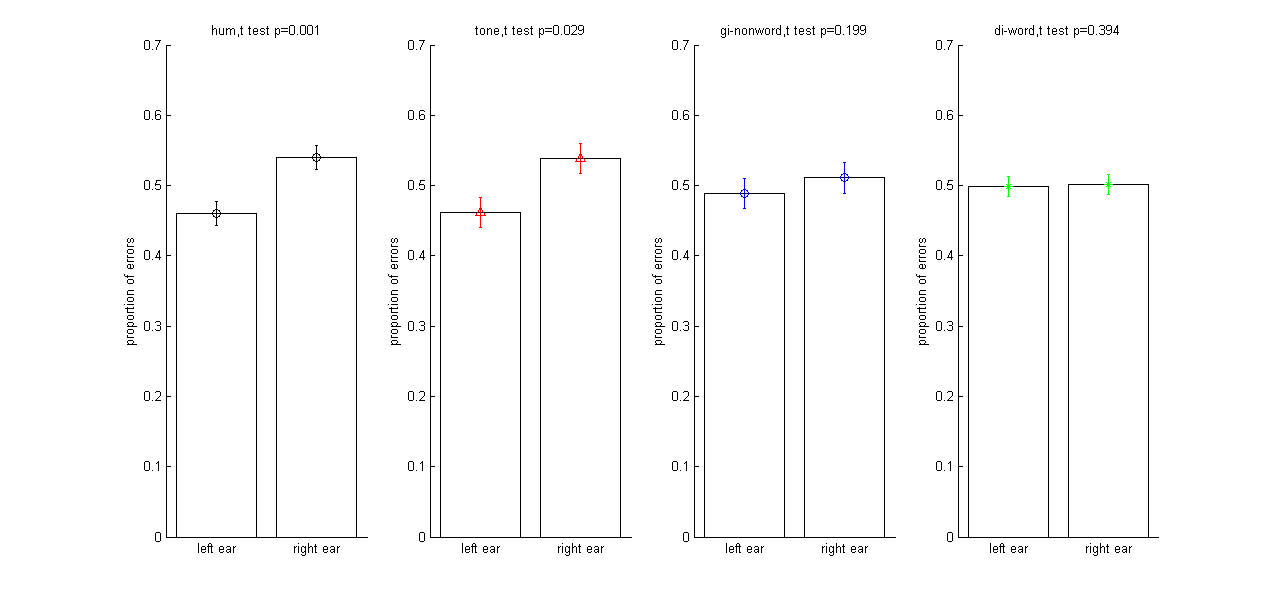 hum,t test p=0.001
0.7
0.6
0.5
0.4
0.3
0.2
0.1
0
proportion of errors
left ear
right ear
tone,t test p=0.029
0.7
0.6
0.5
0.4
0.3
0.2
0.1
0
proportion of errors
left ear
right ear
gi-nonword,t test p=0.199
0.7
0.6
0.5
0.4
0.3
0.2
0.1
0
proportion of errors
left ear
right ear
di-word,t test p=0.394
0.7
0.6
0.5
0.4
0.3
0.2
0.1
0
proportion of errors
left ear
right ear